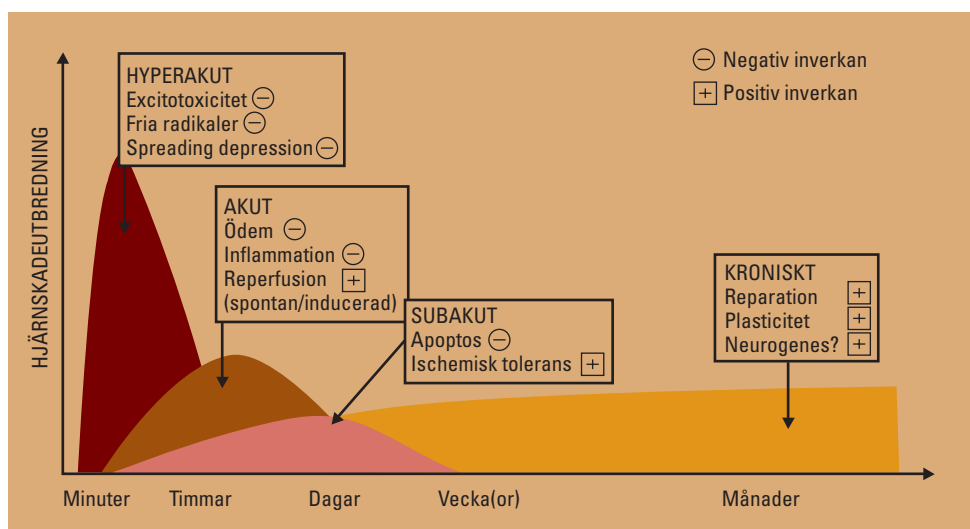 HJÄRNSKADEUTBREDNING
HYPERAKUT
Excitotoxicitet ⊖
Fria radikaler ⊖
Spreading depression ⊖
⊖ Negativ inverkan
⊞ Positiv inverkan
AKUT
Ödem ⊖
Inflammation ⊖
Reperfusion ⊞
(spontan/inducerad)
SUBAKUT
Apoptos ⊖
Ischemisk tolerans ⊞
KRONISKT
Reparation ⊞
Plasticitet ⊞
Neurogenes? ⊞
Minuter Timmar Dagar Vecka(or) Månader